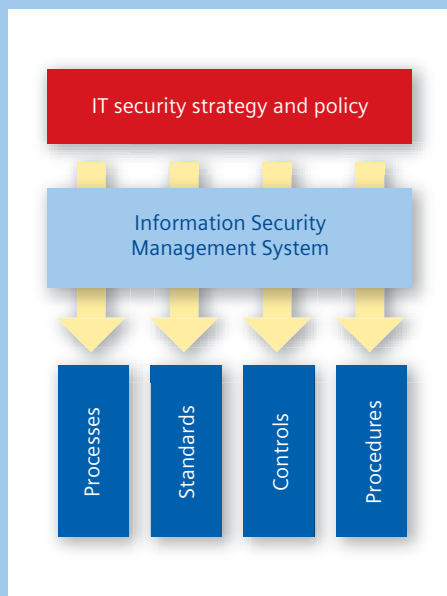 IT security strategy and policy
Information Security
Management System
Processes
Standards
Controls
Procedures